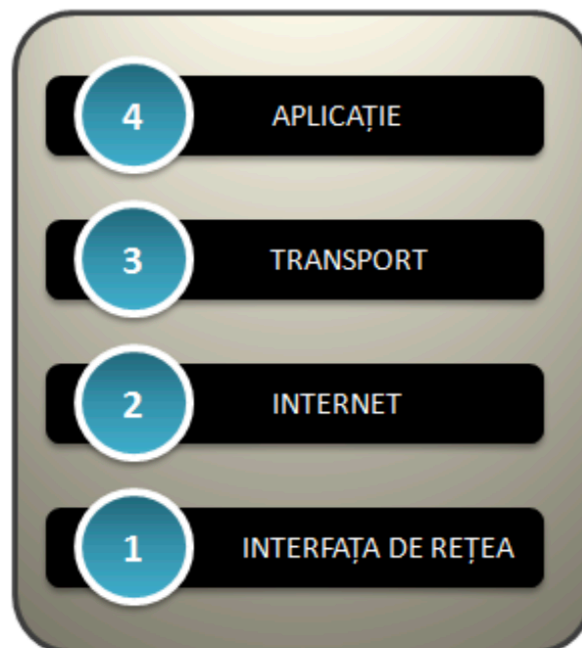 4 APLICAȚIE
3 TRANSPORT
2 INTERNET
1 INTERFAȚA DE REȚEA